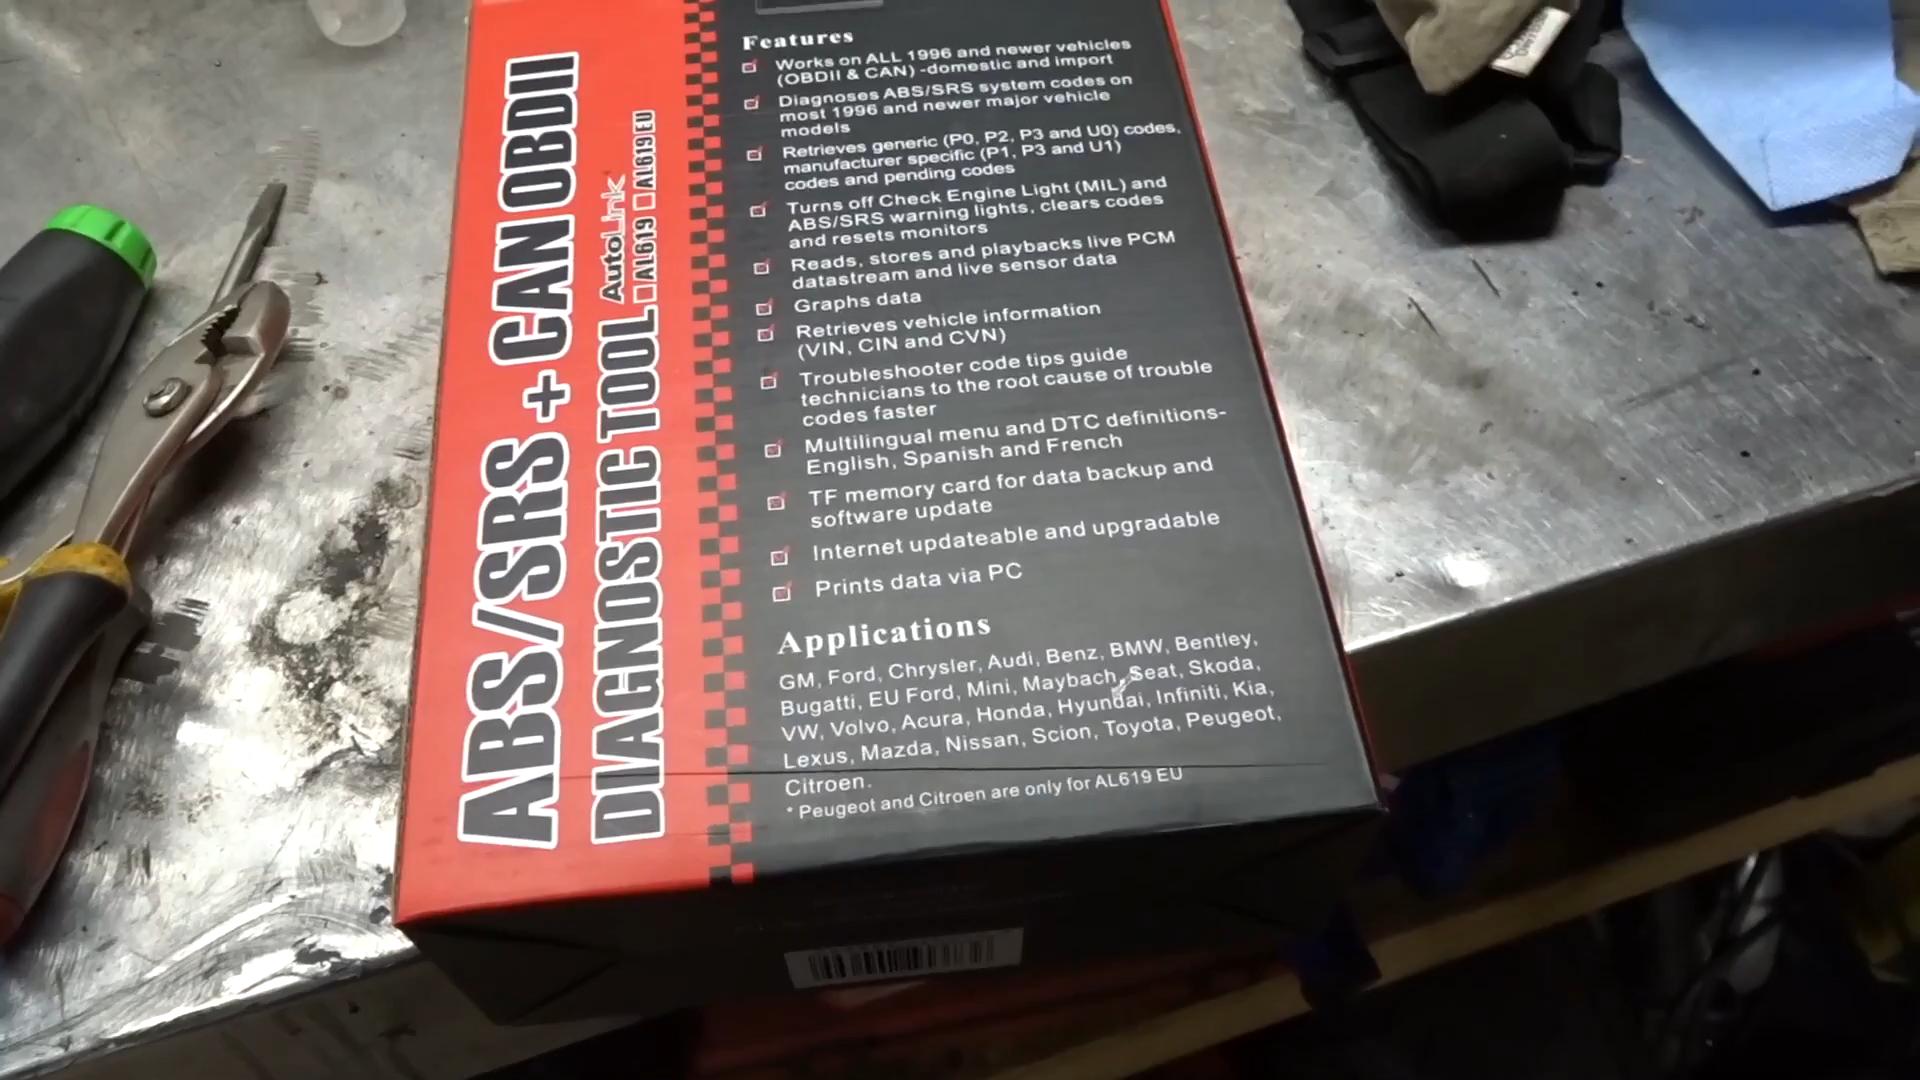 ABS/SRS + CAN OBDII
DIAGNOSTIC TOOL
AutoLink
AL619 AL619 EU
Features
Works on ALL 1996 and newer vehicles
(OBDII & CAN) -domestic and import
Diagnoses ABS/SRS system codes on
most 1996 and newer major vehicle
models
Retrieves generic (P0, P2, P3 and U0) codes,
manufacturer specific (P1, P3 and U1)
codes and pending codes
Turns off Check Engine Light (MIL) and
ABS/SRS warning lights, clears codes
and resets monitors
Reads, stores and playbacks live PCM
datastream and live sensor data
Graphs data
Retrieves vehicle information
(VIN, CIN and CVN)
Troubleshooter code tips guide
technicians to the root cause of trouble
codes faster
Multilingual menu and DTC definitions-
English, Spanish and French
TF memory card for data backup and
software update
Internet updateable and upgradable
Prints data via PC
Applications
GM, Ford, Chrysler, Audi, Benz, BMW, Bentley,
Bugatti, EU Ford, Mini, Maybach, Seat, Skoda,
VW, Volvo, Acura, Honda, Hyundai, Infiniti, Kia,
Lexus, Mazda, Nissan, Scion, Toyota, Peugeot,
Citroen.
* Peugeot and Citroen are only for AL619 EU